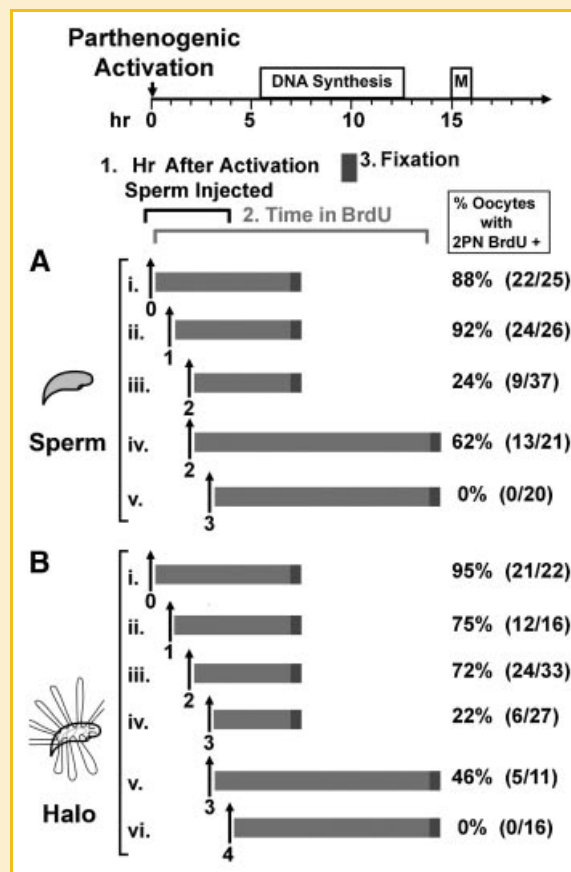 Parthenogenic
Activation
DNA Synthesis M
hr 0 5 10 15
1. Hr After Activation
Sperm Injected
3. Fixation
2. Time in BrdU
% Oocytes
with
2PN BrdU +
A
i. 0 88% (22/25)
ii. 1 92% (24/26)
iii. 2 24% (9/37)
Sperm
iv. 2 62% (13/21)
v. 3 0% (0/20)
B
i. 0 95% (21/22)
ii. 1 75% (12/16)
iii. 2 72% (24/33)
iv. 3 22% (6/27)
Halo
v. 3 46% (5/11)
vi. 4 0% (0/16)